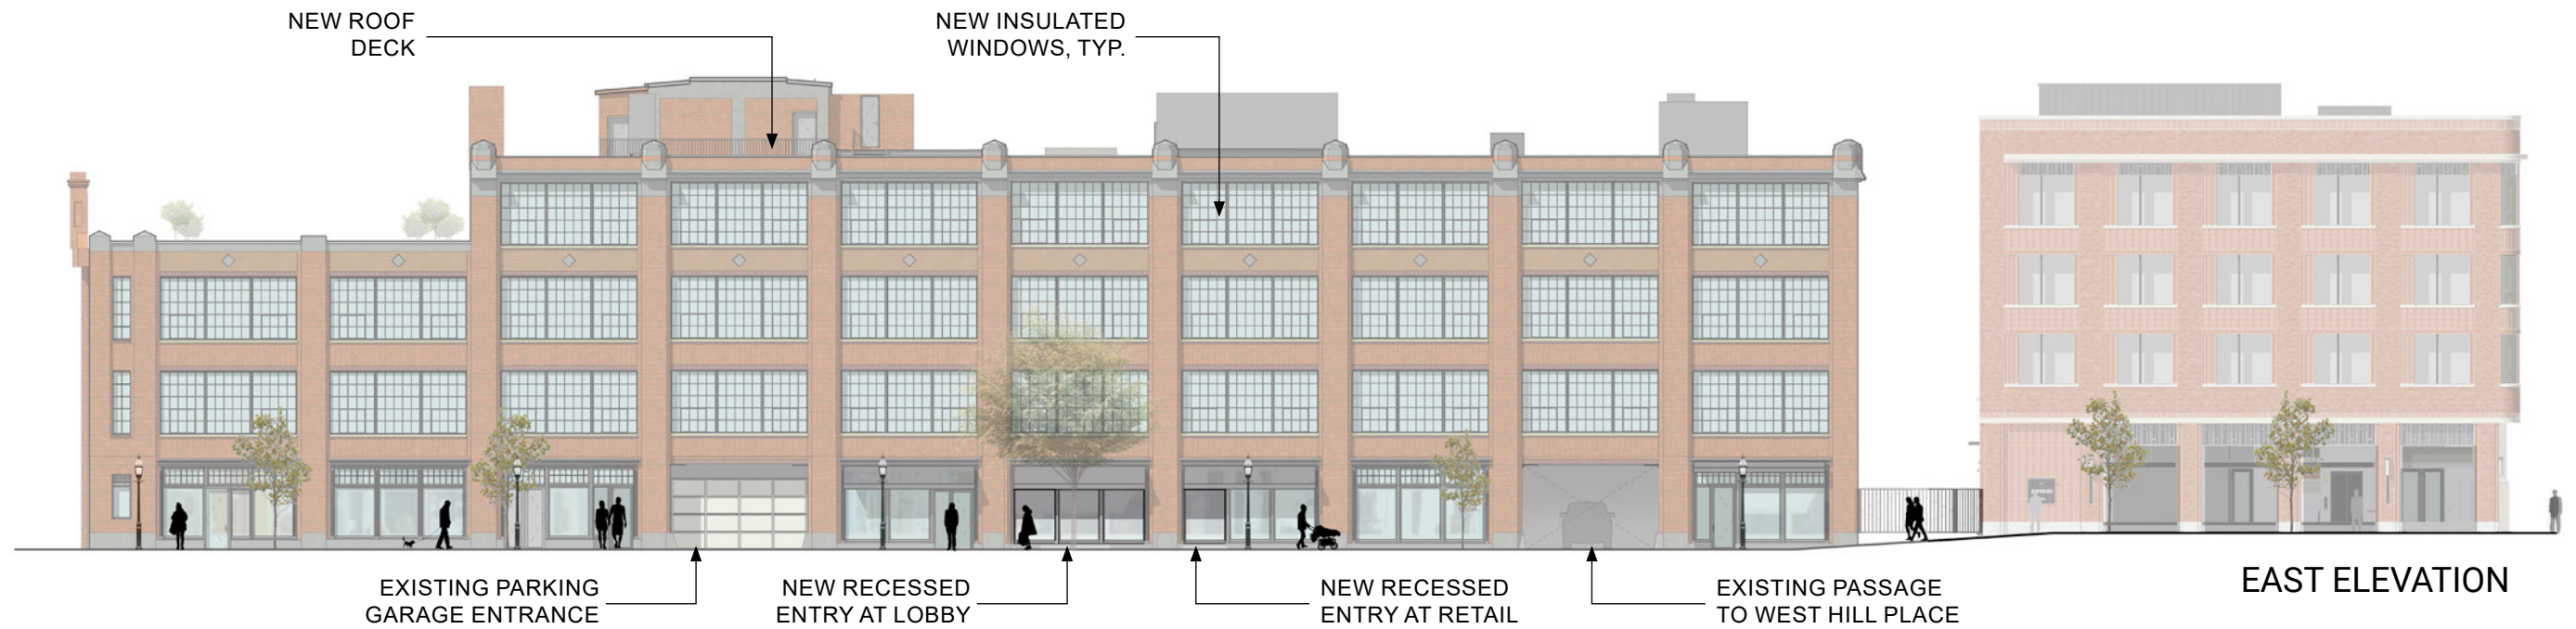 NEW ROOF
DECK
NEW INSULATED
WINDOWS, TYP.
EXISTING PARKING
GARAGE ENTRANCE
NEW RECESSED
ENTRY AT LOBBY
NEW RECESSED
ENTRY AT RETAIL
EXISTING PASSAGE
TO WEST HILL PLACE
EAST ELEVATION